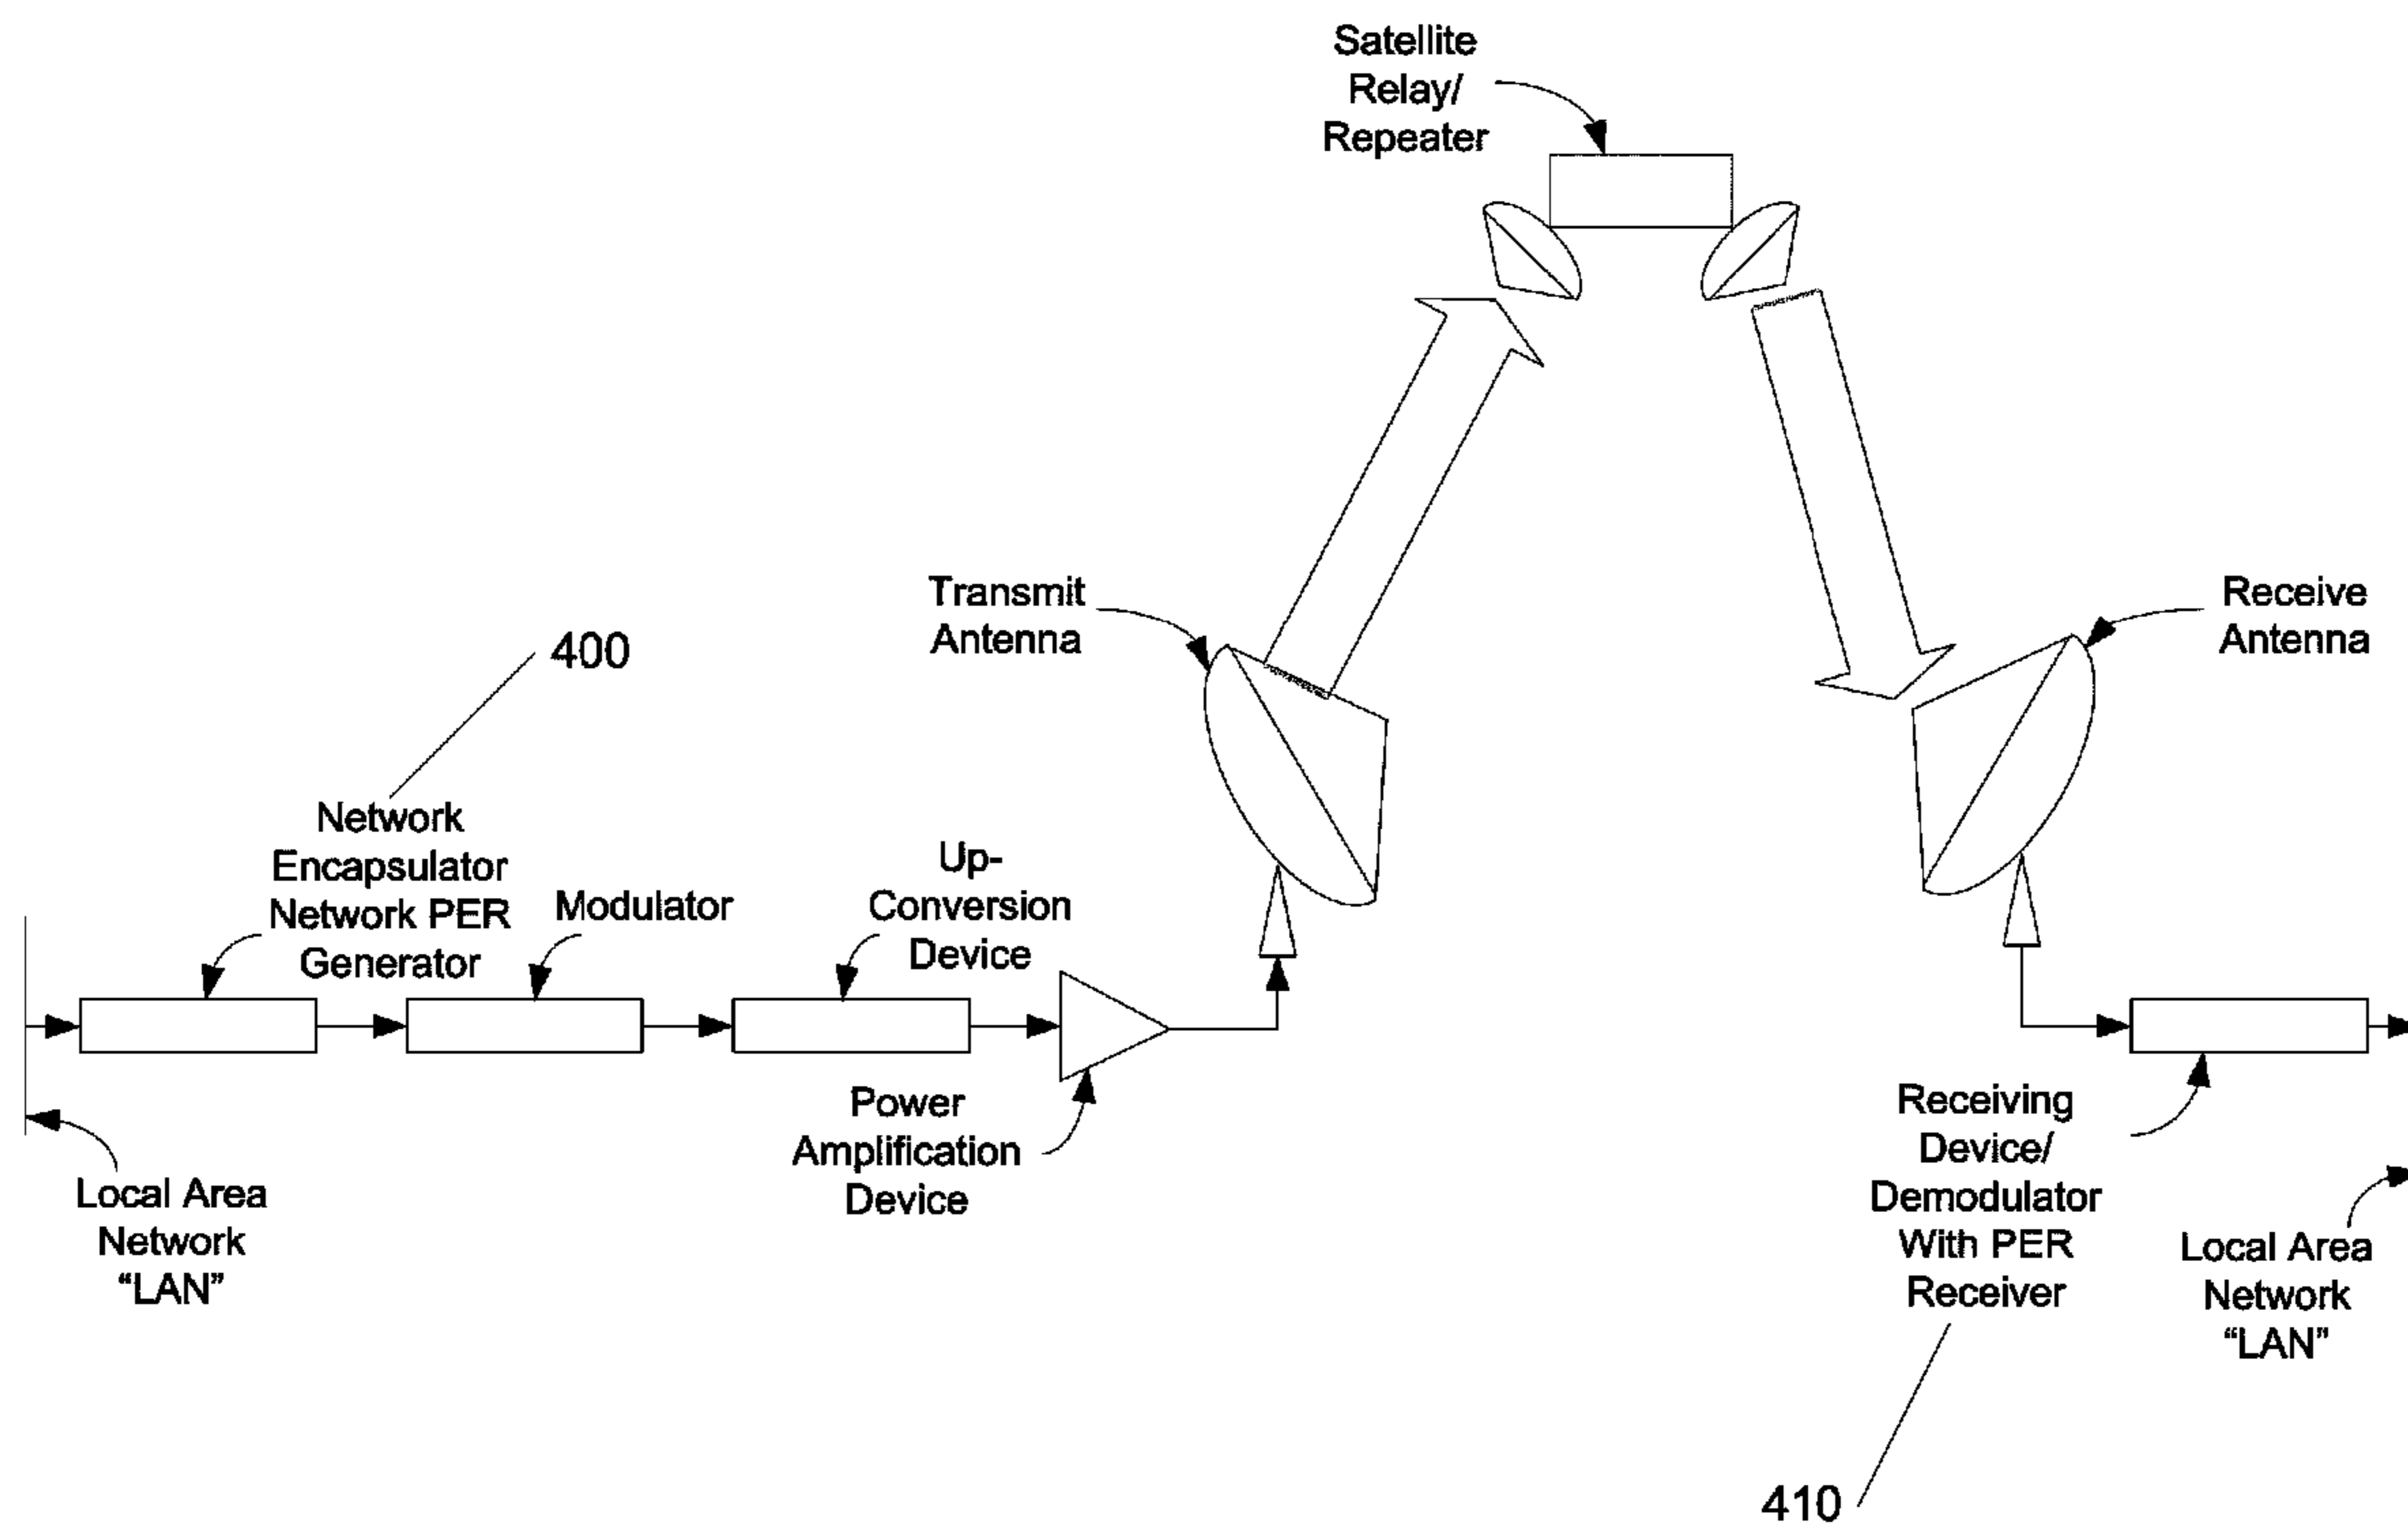 Satellite
Relay/
Repeater
Transmit
Antenna
Receive
Antenna
400
Network
Encapsulator
Network PER
Generator
Modulator
Up-
Conversion
Device
Power
Amplification
Device
Local Area
Network
“LAN”
Receiving
Device/
Demodulator
With PER
Receiver
Local Area
Network
“LAN”
410